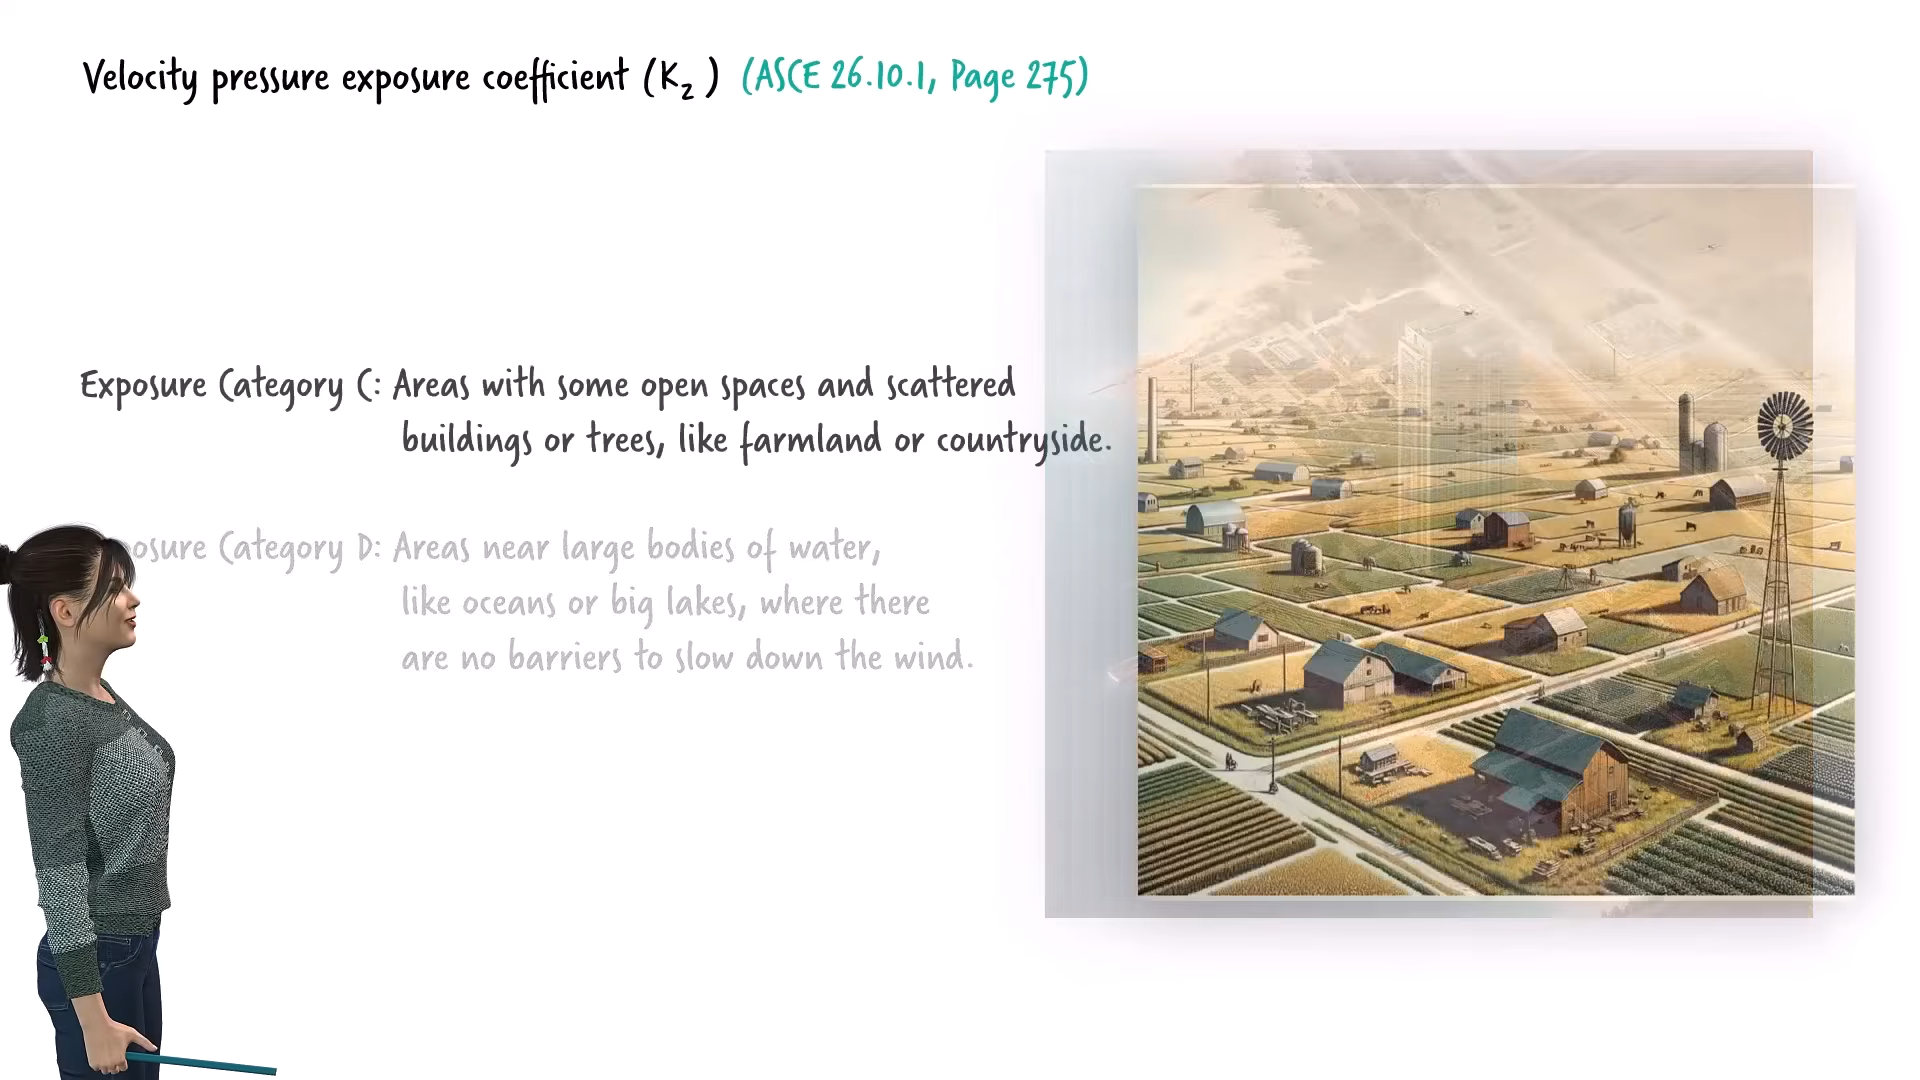 Velocity pressure exposure coefficient (Kz) (ASCE 26.10.1, Page 275)
Exposure Category C: Areas with some open spaces and scattered
buildings or trees, like farmland or countryside.
posure Category D: Areas near large bodies of water,
like oceans or big lakes, where there
are no barriers to slow down the wind.